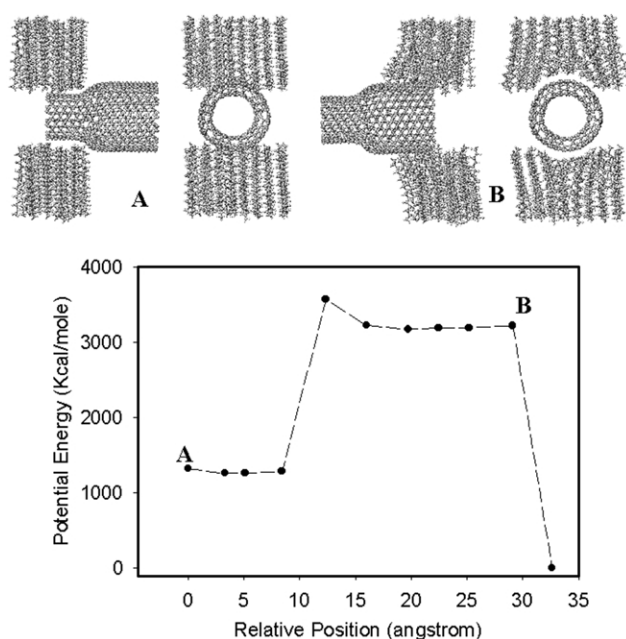 A
B
4000
3000
2000
1000
0
Potential Energy (Kcal/mole)
A
B
0 5 10 15 20 25 30 35
Relative Position (angstrom)